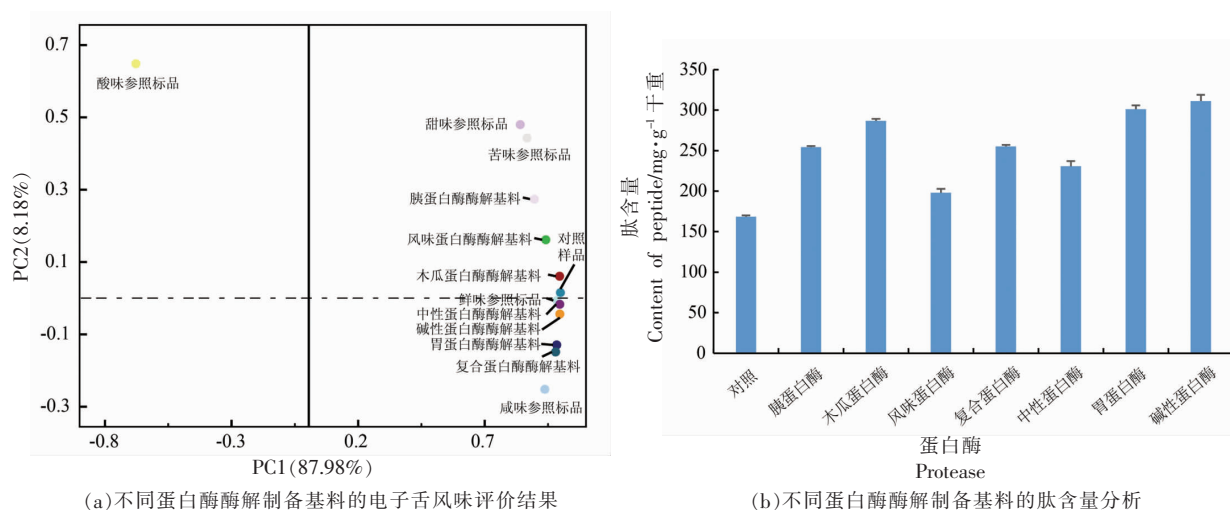 0.7
酸味参照标品
0.5
甜味参照标品
苦味参照标品
0.3
胰蛋白酶酶解基料
风味蛋白酶酶解基料
对照
样品
0.1
木瓜蛋白酶酶解基料
鲜味参照标品
中性蛋白酶酶解基料
-0.1
碱性蛋白酶酶解基料
胃蛋白酶酶解基料
复合蛋白酶酶解基料
咸味参照标品
-0.3
PC2(8.18%)
-0.8 -0.3 0.2 0.7
PC1(87.98%)
(a)不同蛋白酶酶解制备基料的电子舌风味评价结果
肽含量
Content of peptide/mg·g⁻¹干重
350
300
250
200
150
100
50
0
对照 胰蛋白酶 木瓜蛋白酶 风味蛋白酶 复合蛋白酶 中性蛋白酶 胃蛋白酶 碱性蛋白酶
蛋白酶
Protease
(b)不同蛋白酶酶解制备基料的肽含量分析